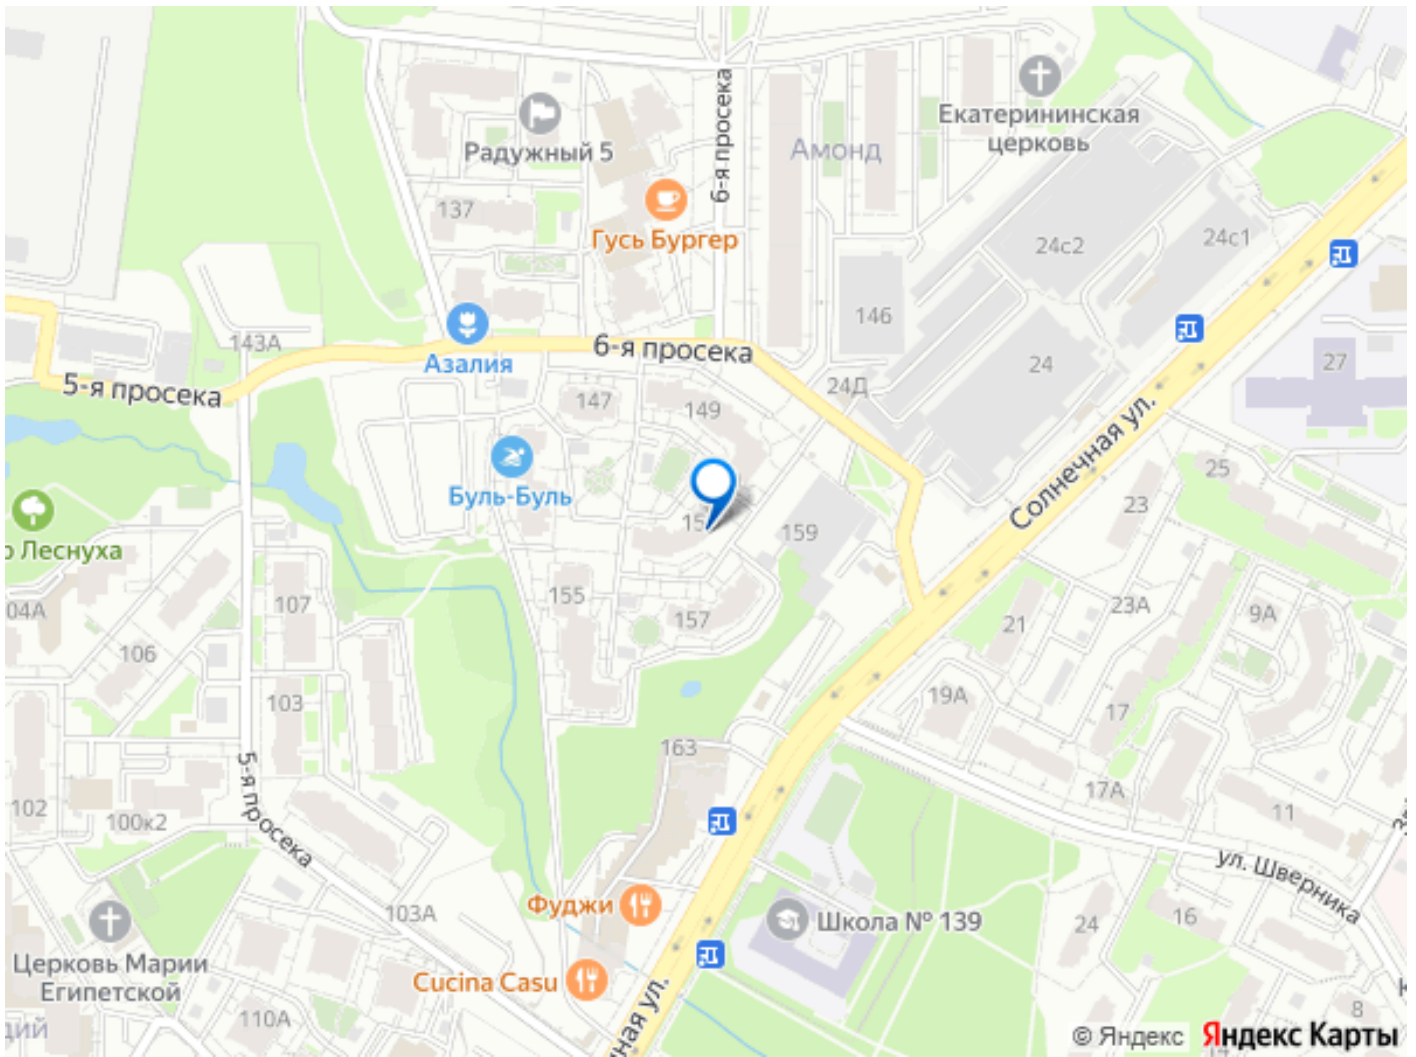 Екатерининская
церковь
Радужный 5
6-я просека
Амонд
137
Гусь Бургер
24с2
24с1
146
143А
Азалия
6-я просека
5-я просека
24
27
24Д
147
149
Солнечная ул.
25
23
Буль-Буль
159
Леснуха
155
157
107
106
103
23А
9А
21
19А
17
163
102
100к2
5-я просека
17А
11
ул. Шверника
103А
Фуджи
Школа № 139
24
16
Церковь Марии
Египетской
Cucina Casu
110А
8
© Яндекс
Яндекс Карты